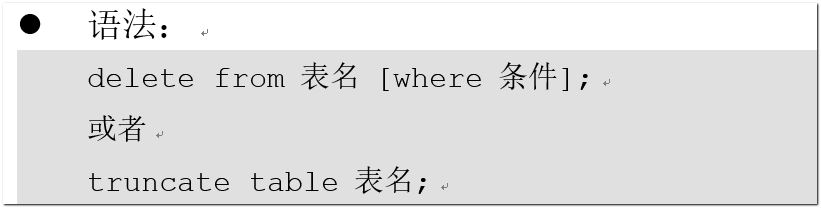 ● 语法：
delete from 表名 [where 条件];
或者
truncate table 表名;